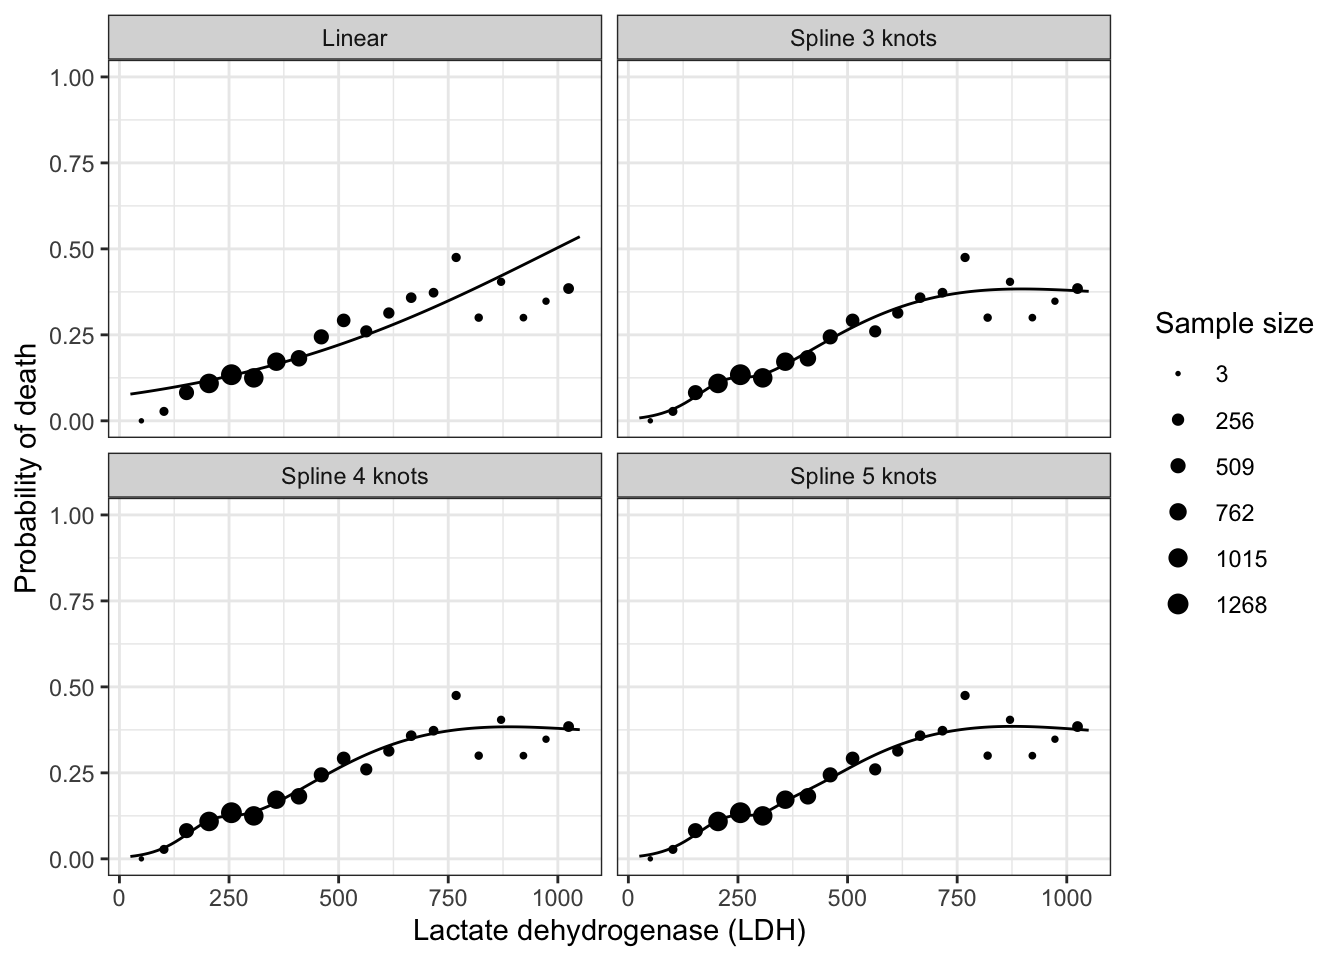 Linear
Spline 3 knots
1.00
0.75
0.50
0.25
0.00
Spline 4 knots
Spline 5 knots
1.00
0.75
0.50
0.25
0.00
0 250 500 750 1000
0 250 500 750 1000
Lactate dehydrogenase (LDH)
Probability of death
Sample size
3
256
509
762
1015
1268